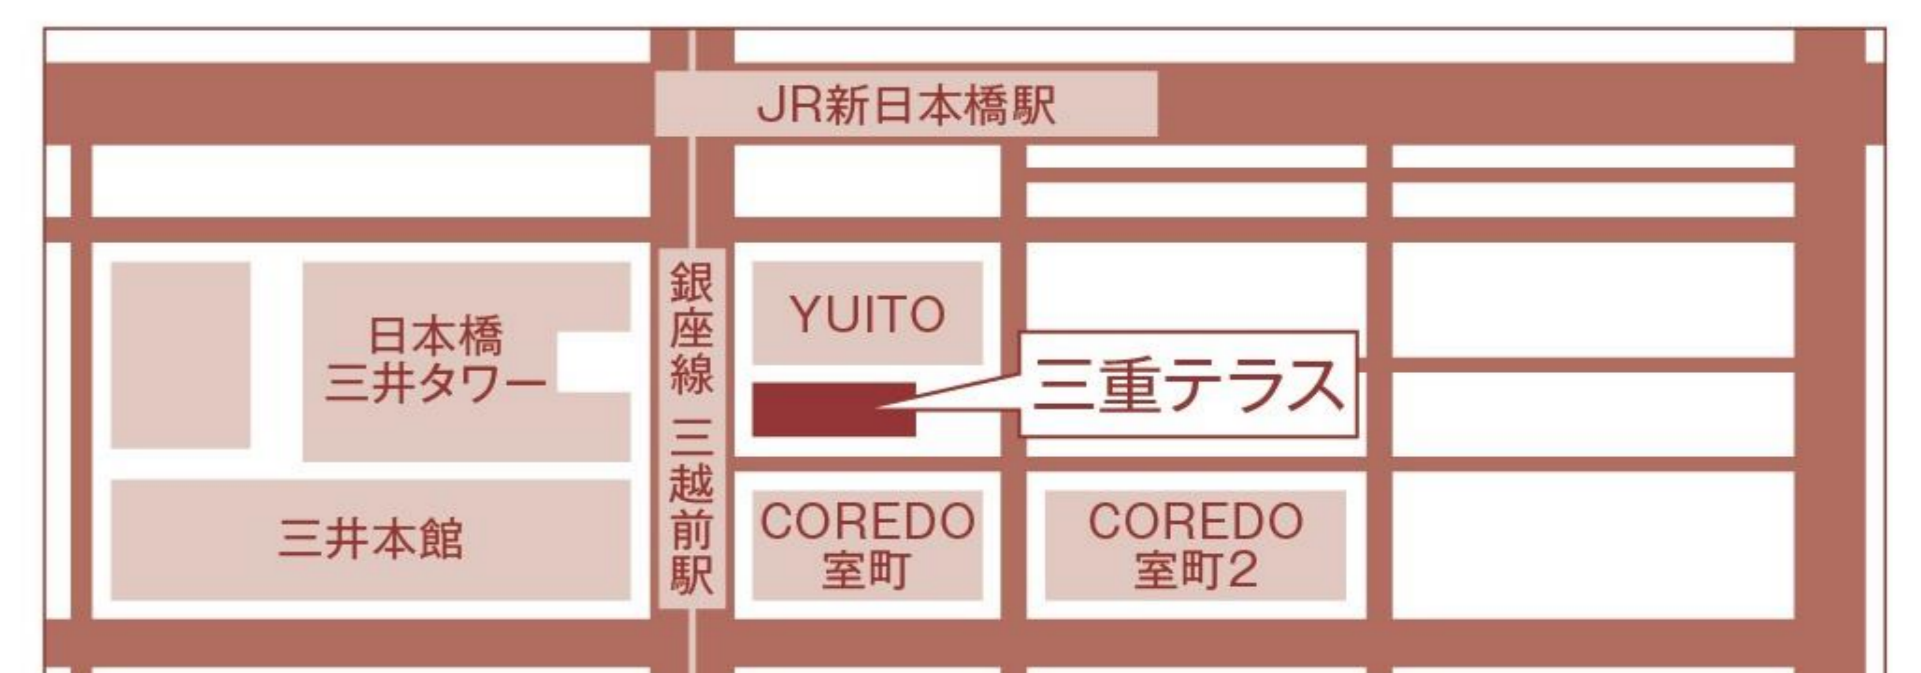 JR新日本橋駅
銀座線 三越前駅
日本橋
三井タワー
YUITO
三重テラス
三井本館
COREDO
室町
COREDO
室町2